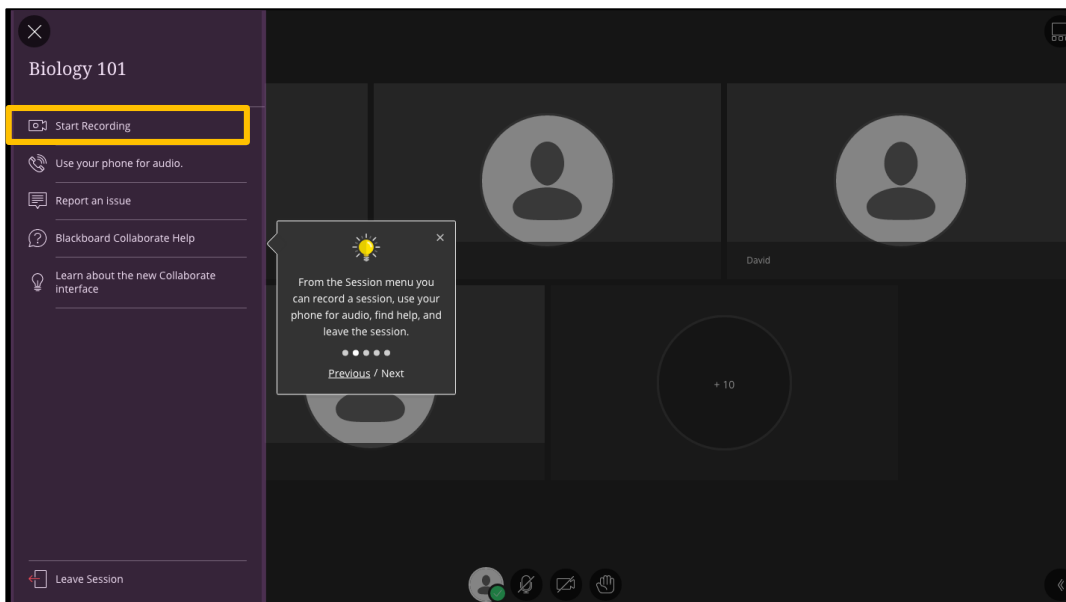 Biology 101
Start Recording
Use your phone for audio.
Report an issue
Blackboard Collaborate Help
Learn about the new Collaborate
interface
Leave Session
From the Session menu you
can record a session, use your
phone for audio, find help, and
leave the session.
Previous / Next
David
+ 10